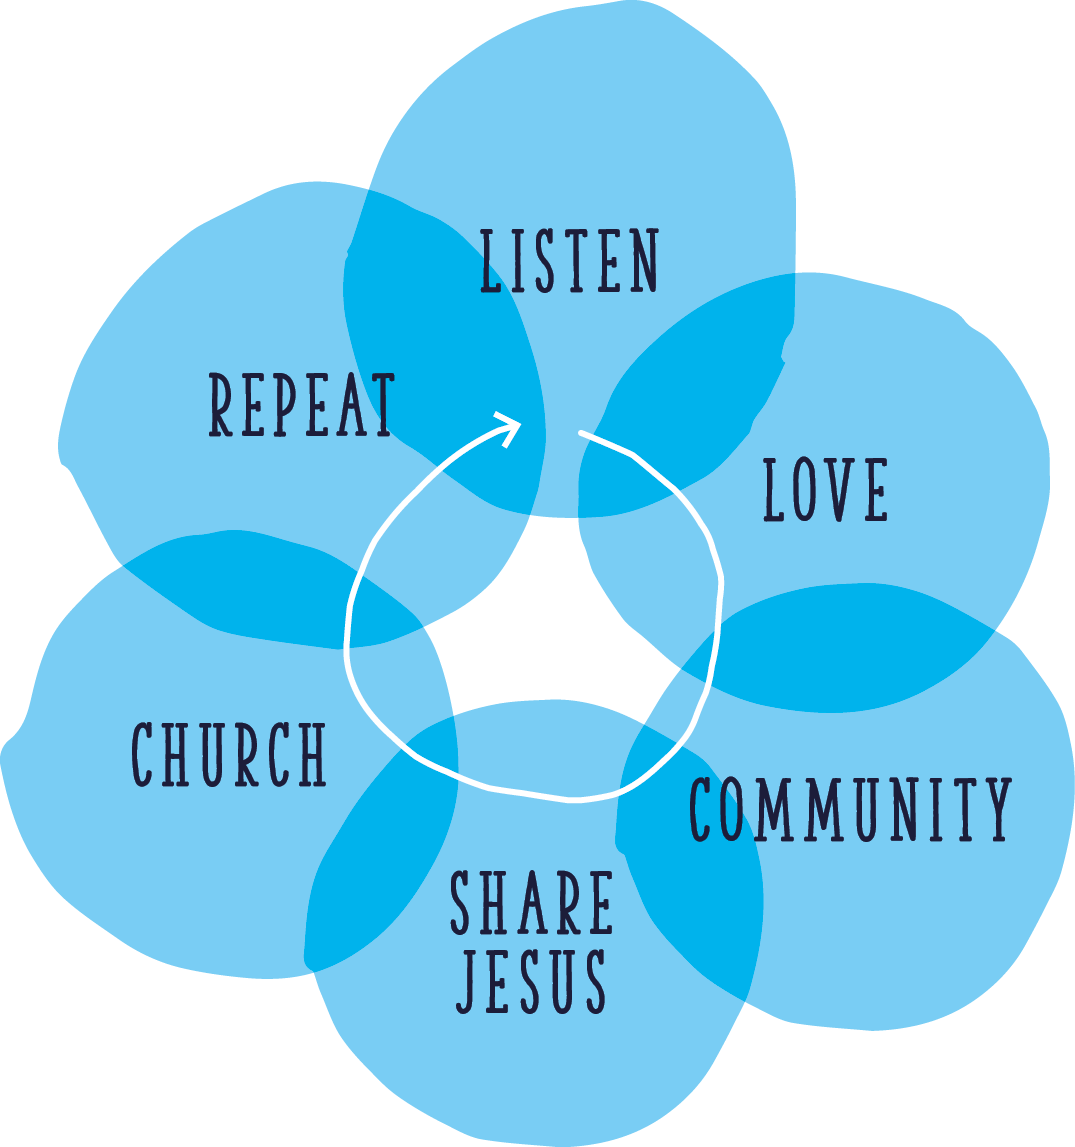 LISTEN
LOVE
COMMUNITY
SHARE
JESUS
CHURCH
REPEAT